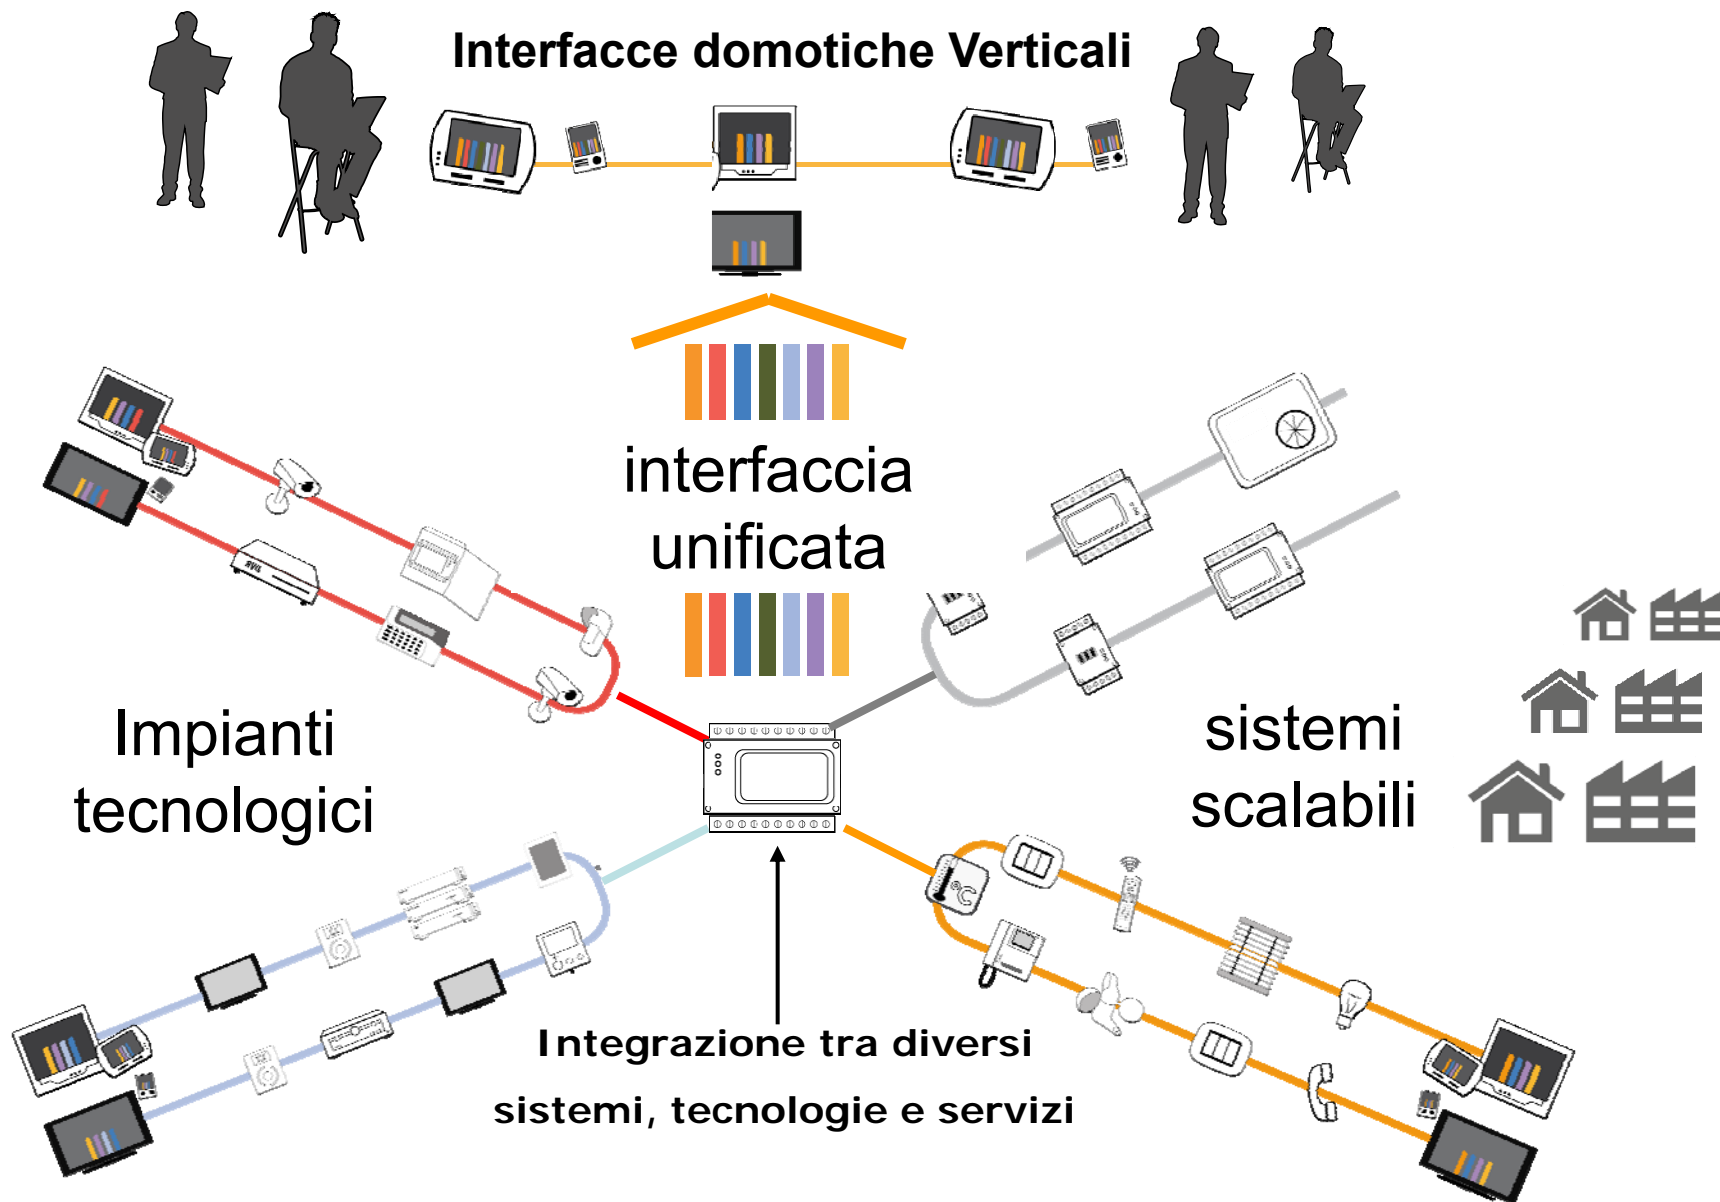 Interfacce domotiche Verticali
interfaccia
unificata
Impianti
tecnologici
sistemi
scalabili
°C
Integrazione tra diversi
sistemi, tecnologie e servizi